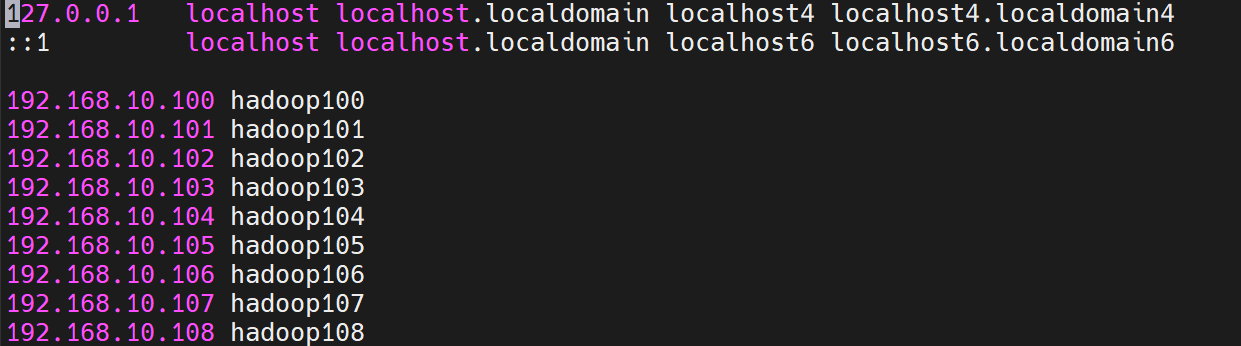 127.0.0.1   localhost localhost.localdomain localhost4 localhost4.localdomain4
::1         localhost localhost.localdomain localhost6 localhost6.localdomain6

192.168.10.100 hadoop100
192.168.10.101 hadoop101
192.168.10.102 hadoop102
192.168.10.103 hadoop103
192.168.10.104 hadoop104
192.168.10.105 hadoop105
192.168.10.106 hadoop106
192.168.10.107 hadoop107
192.168.10.108 hadoop108